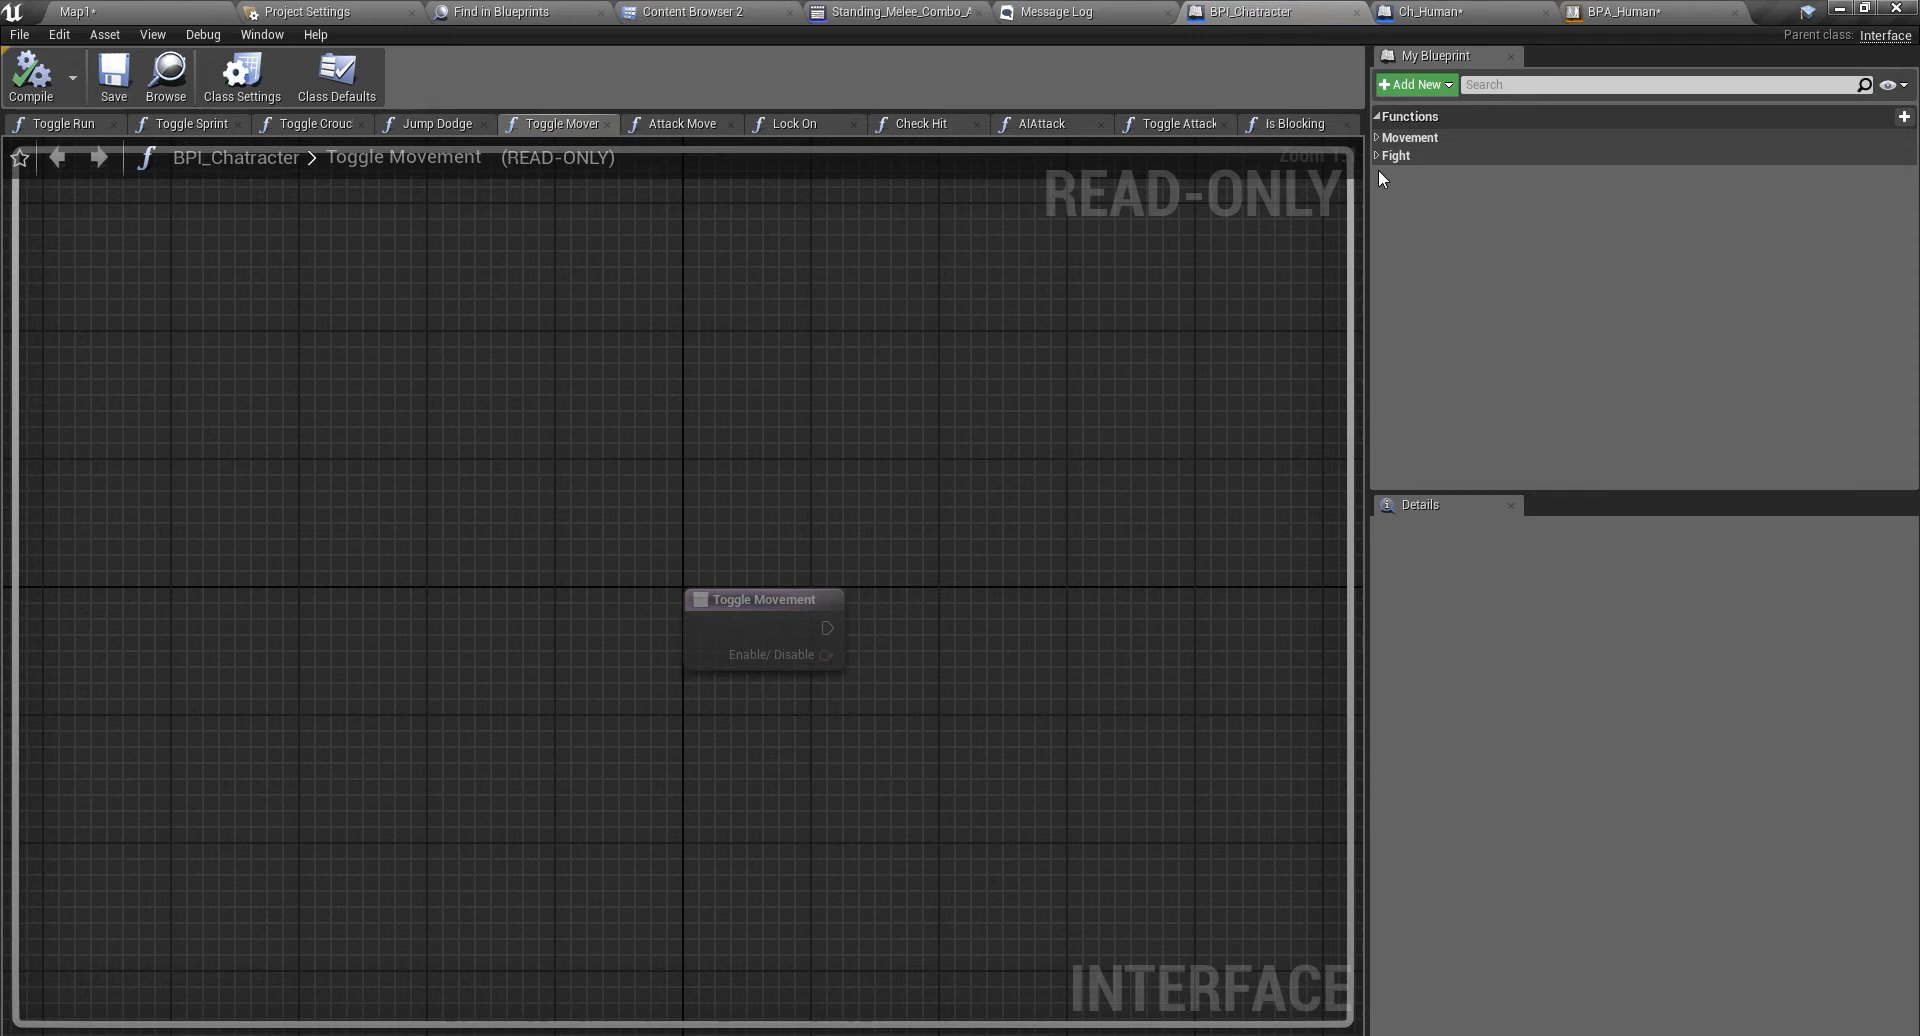 Map1*
Project Settings
Find in Blueprints
Content Browser 2
Standing_Melee_Combo_A
Message Log
BPI_Chatracter
Ch_Human*
BPA_Human*
File Edit Asset View Debug Window Help
Parent class: Interface
Compile
Save
Browse
Class Settings
Class Defaults
My Blueprint
Add New
Search
Functions
Movement
Fight
Toggle Run
Toggle Sprint
Toggle Crouc
Jump Dodge
Toggle Mover
Attack Move
Lock On
Check Hit
AIAttack
Toggle Attack
Is Blocking
BPI_Chatracter > Toggle Movement (READ-ONLY)
Zoom 1:1
READ-ONLY
Details
Toggle Movement
Enable/ Disable
INTERFACE